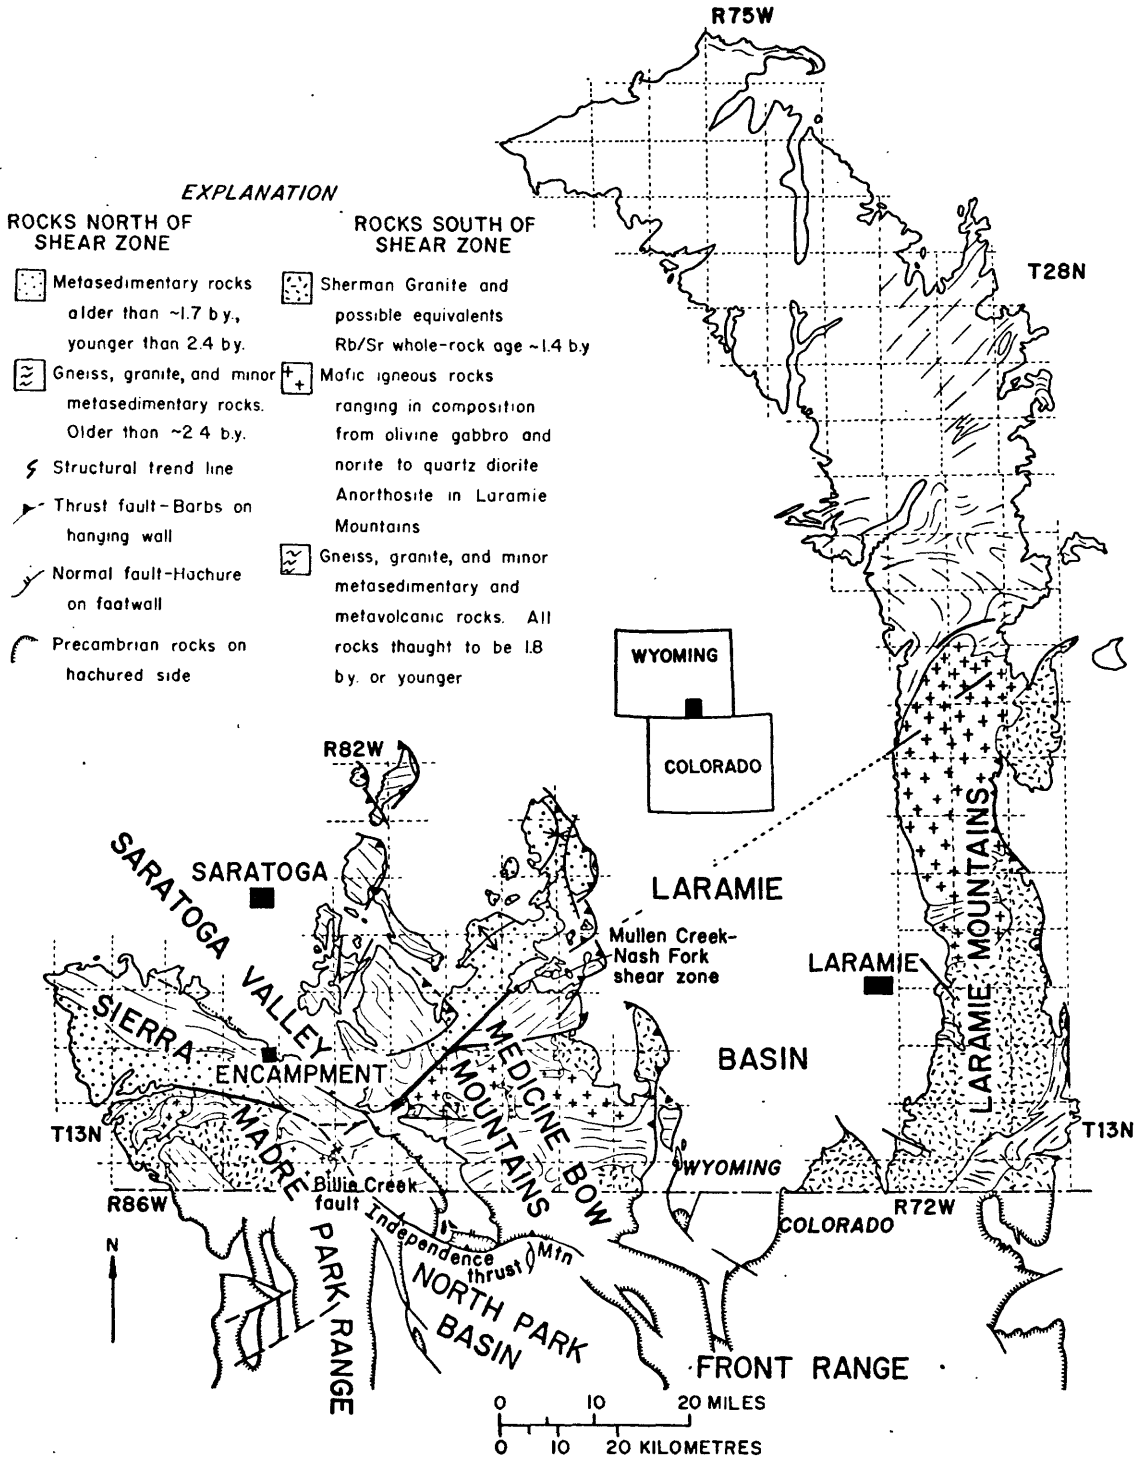 R75W
EXPLANATION
ROCKS NORTH OF
SHEAR ZONE
Metasedimentary rocks
alder than ~1.7 b y.,
younger than 2.4 b y.
Gneiss, granite, and minor
metasedimentary rocks.
Older than ~2 4 b.y.
Structural trend line
Thrust fault-Barbs on
hanging wall
Normal fault-Hachure
on footwall
Precambrian rocks on
hachured side
ROCKS SOUTH OF
SHEAR ZONE
Sherman Granite and
possible equivalents
Rb/Sr whole-rock age ~1.4 b.y
Mafic igneous rocks
ranging in composition
from olivine gabbro and
norite to quartz diorite
Anorthosite in Laramie
Mountains
Gneiss, granite, and minor
metasedimentary and
metavolcanic rocks. All
rocks thought to be 1.8
b y. or younger
T28N
WYOMING
COLORADO
R82W
SARATOGA
SARATOGA VALLEY
LARAMIE
BASIN
Mullen Creek-
Nash Fork
shear zone
LARAMIE
LARAMIE MOUNTAINS
SIERRA
MADRE
ENCAMPMENT
MEDICINE BOW
MOUNTAINS
T13N
T13N
WYOMING
COLORADO
R86W
R72W
Billie Creek
fault
Independence Mtn
thrust
N
PARK RANGE
NORTH PARK
BASIN
FRONT RANGE
0 10 20 MILES
0 10 20 KILOMETRES